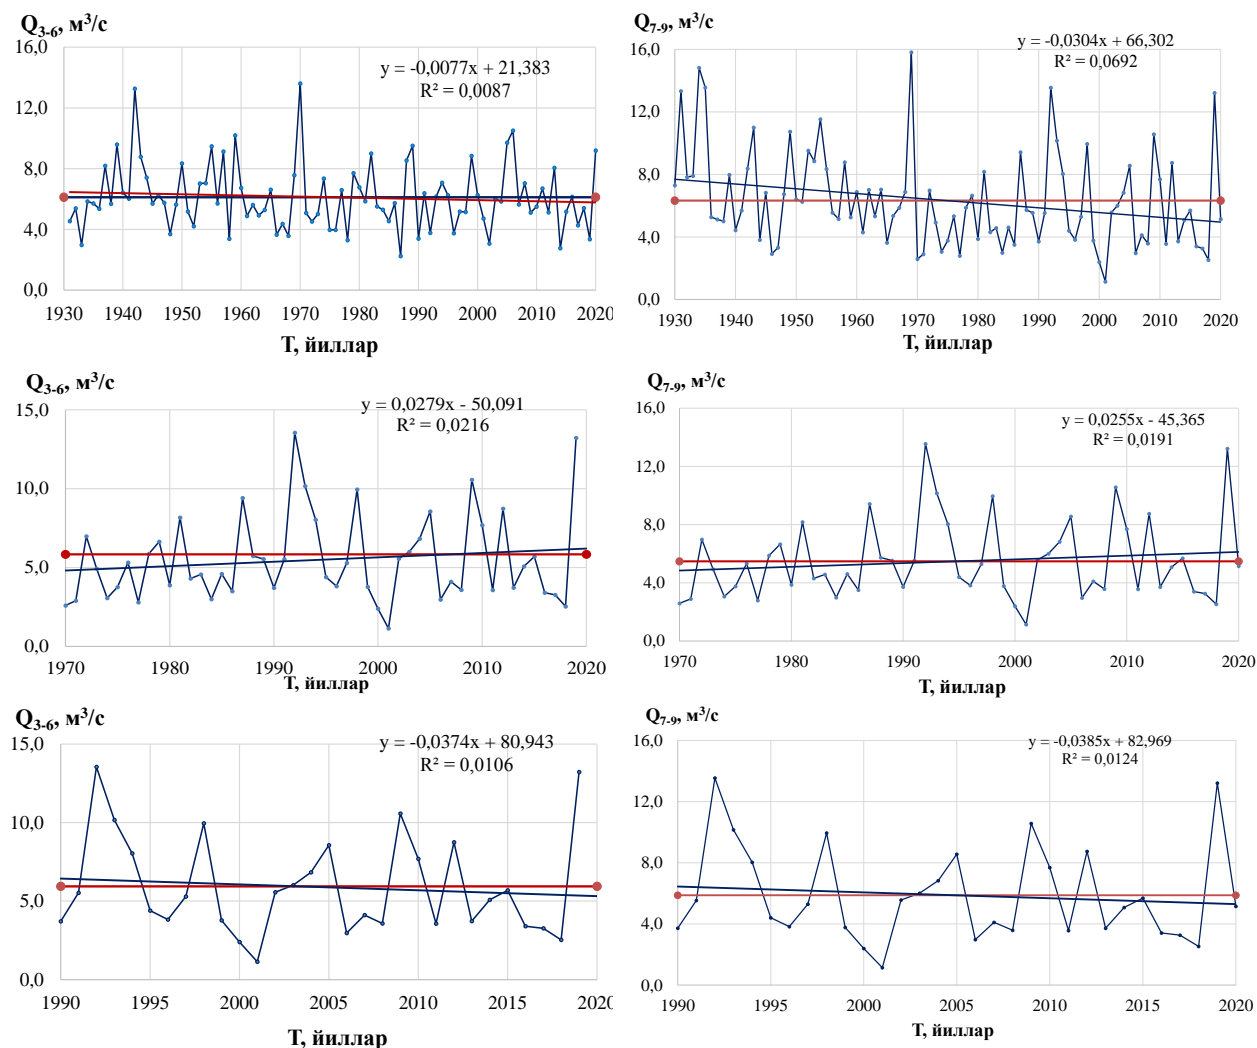 Q3-6, м³/с
y = -0,0077x + 21,383
R² = 0,0087
16,0
12,0
8,0
4,0
0,0
1930 1940 1950 1960 1970 1980 1990 2000 2010 2020
Т, йиллар
Q7-9, м³/с
y = -0,0304x + 66,302
R² = 0,0692
16,0
12,0
8,0
4,0
0,0
1930 1940 1950 1960 1970 1980 1990 2000 2010 2020
Т, йиллар
Q3-6, м³/с
y = 0,0279x - 50,091
R² = 0,0216
15,0
10,0
5,0
0,0
1970 1980 1990 2000 2010 2020
Т, йиллар
Q7-9, м³/с
y = 0,0255x - 45,365
R² = 0,0191
16,0
12,0
8,0
4,0
0,0
1970 1980 1990 2000 2010 2020
Т, йиллар
Q3-6, м³/с
y = -0,0374x + 80,943
R² = 0,0106
15,0
10,0
5,0
0,0
1990 1995 2000 2005 2010 2015 2020
Т, йиллар
Q7-9, м³/с
y = -0,0385x + 82,969
R² = 0,0124
16,0
12,0
8,0
4,0
0,0
1990 1995 2000 2005 2010 2015 2020
Т, йиллар